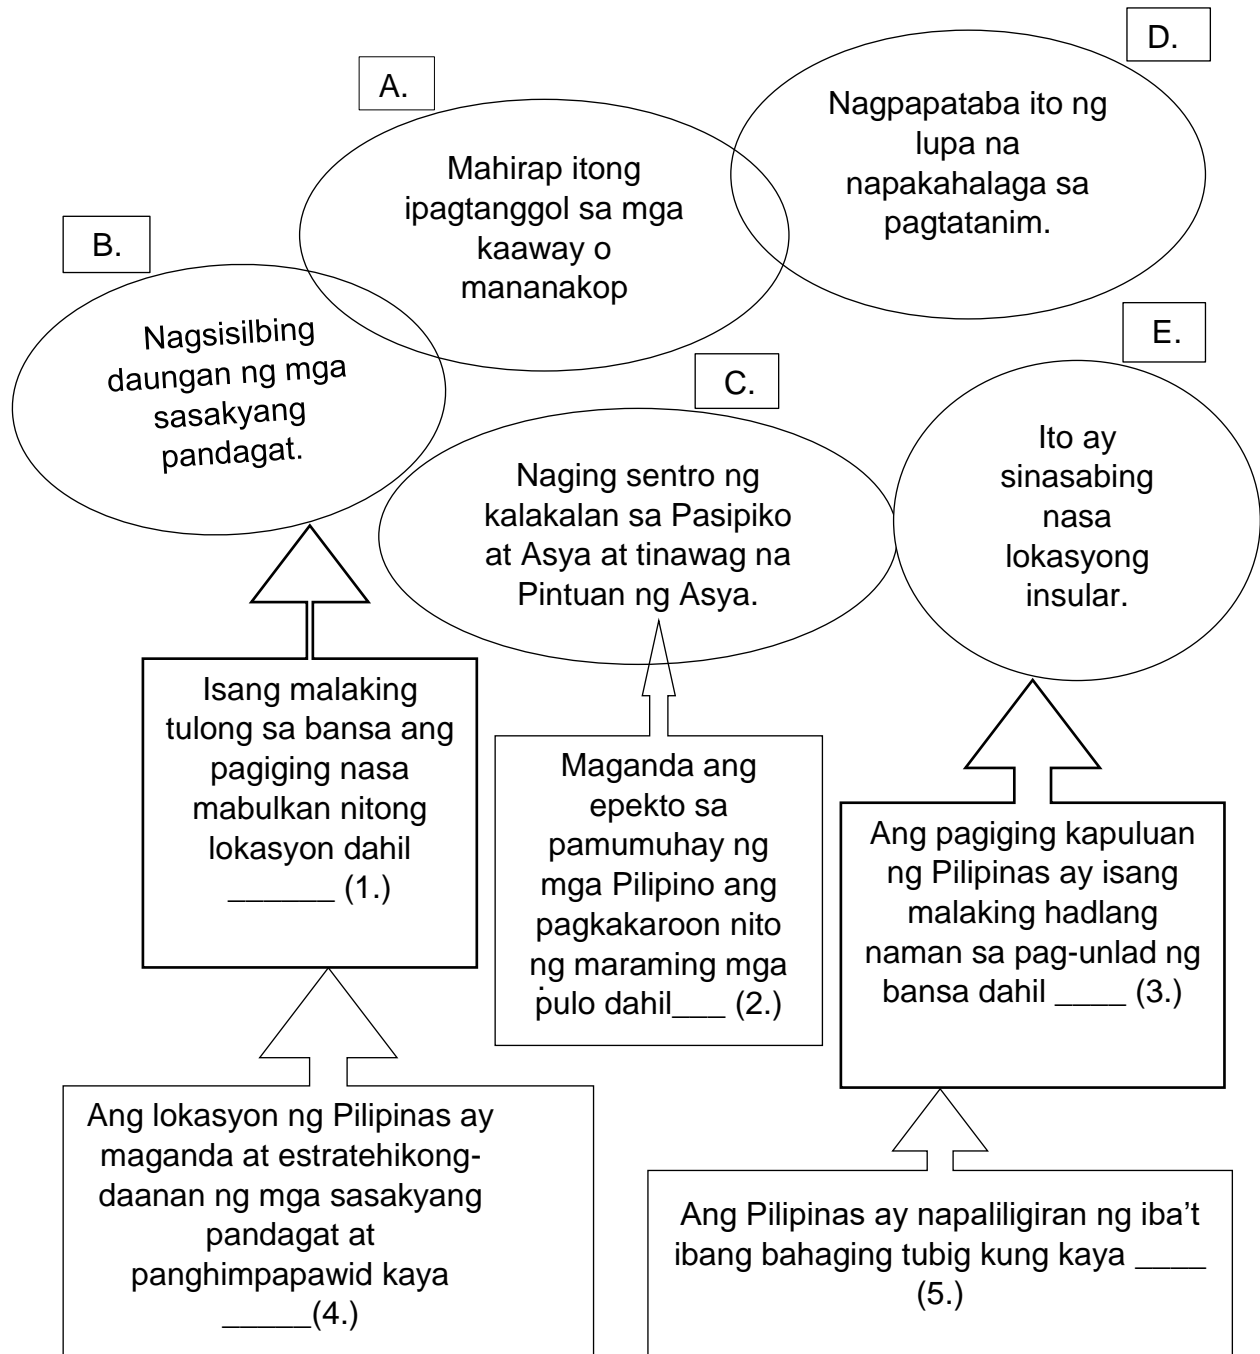 D.
A.
Nagpapataba ito ng
lupa na
napakahalaga sa
pagtatanim.
Mahirap itong
ipagtanggol sa mga
kaaway o
mananakop
B.
Nagsisilbing
daungan ng mga
sasakyang
pandagat.
E.
C.
Ito ay
sinasabing
nasa
lokasyong
insular.
Naging sentro ng
kalakalan sa Pasipiko
at Asya at tinawag na
Pintuan ng Asya.
Isang malaking
tulong sa bansa ang
pagiging nasa
mabulkan nitong
lokasyon dahil
______ (1.)
Maganda ang
epekto sa
pamumuhay ng
mga Pilipino ang
pagkakaroon nito
ng maraming mga
pulo dahil___ (2.)
.
Ang pagiging kapuluan
ng Pilipinas ay isang
malaking hadlang
naman sa pag-unlad ng
bansa dahil ____ (3.)
Ang lokasyon ng Pilipinas ay
maganda at estratehikong-
daanan ng mga sasakyang
pandagat at
panghimpapawid kaya
_____(4.)
Ang Pilipinas ay napaliligiran ng iba’t
ibang bahaging tubig kung kaya ____
(5.)